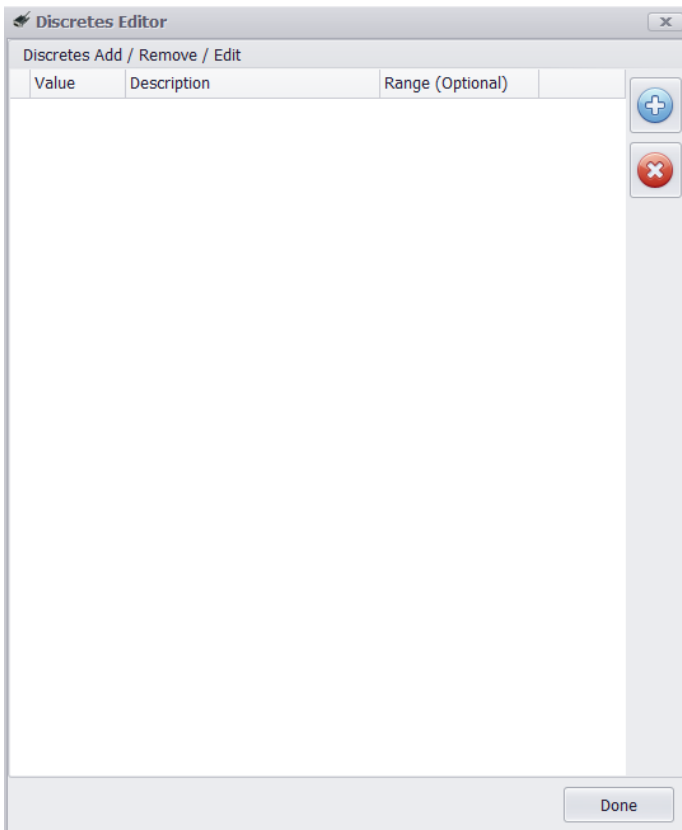 Discretes Editor
Discretes Add / Remove / Edit
Value Description Range (Optional)
Done